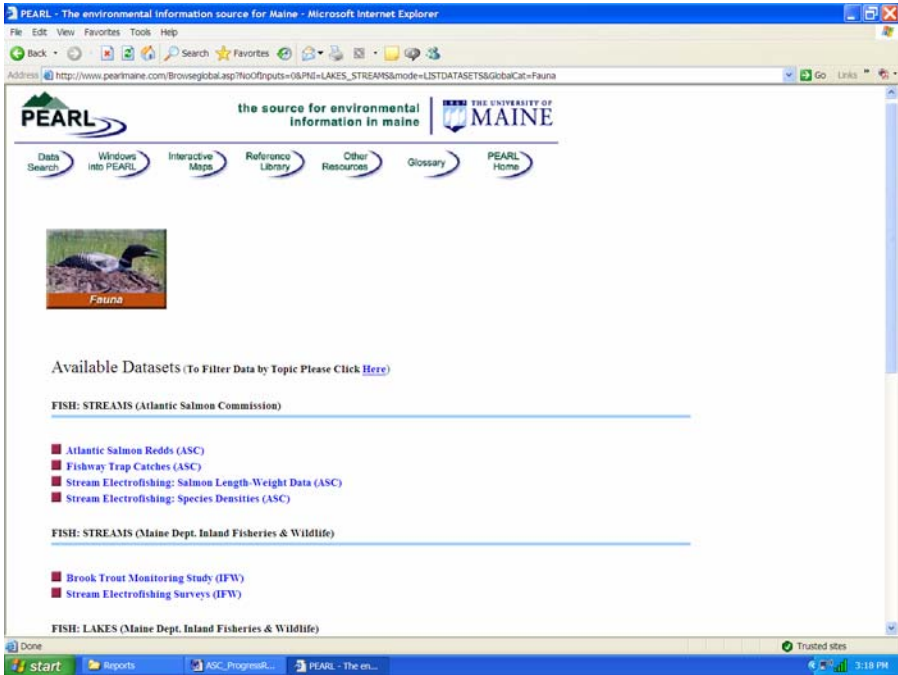 PEARL - The environmental information source for Maine - Microsoft Internet Explorer
File Edit View Favorites Tools Help
Back Search Favorites
Address http://www.pearlmaine.com/Browseglobal.asp?NoOfInputs=0&PNI=LAKES_STREAMS&mode=LISTDATASETS&GlobalCat=Fauna Go Links »
PEARL the source for environmental information in maine 1865 THE UNIVERSITY OF MAINE
Data Search Windows into PEARL Interactive Maps Reference Library Other Resources Glossary PEARL Home
Fauna
Available Datasets (To Filter Data by Topic Please Click Here)
FISH: STREAMS (Atlantic Salmon Commission)
Atlantic Salmon Redds (ASC)
Fishway Trap Catches (ASC)
Stream Electrofishing: Salmon Length-Weight Data (ASC)
Stream Electrofishing: Species Densities (ASC)
FISH: STREAMS (Maine Dept. Inland Fisheries & Wildlife)
Brook Trout Monitoring Study (IFW)
Stream Electrofishing Surveys (IFW)
FISH: LAKES (Maine Dept. Inland Fisheries & Wildlife)
Done Trusted sites
start Reports ASC_ProgressR... PEARL - The en... 3:18 PM